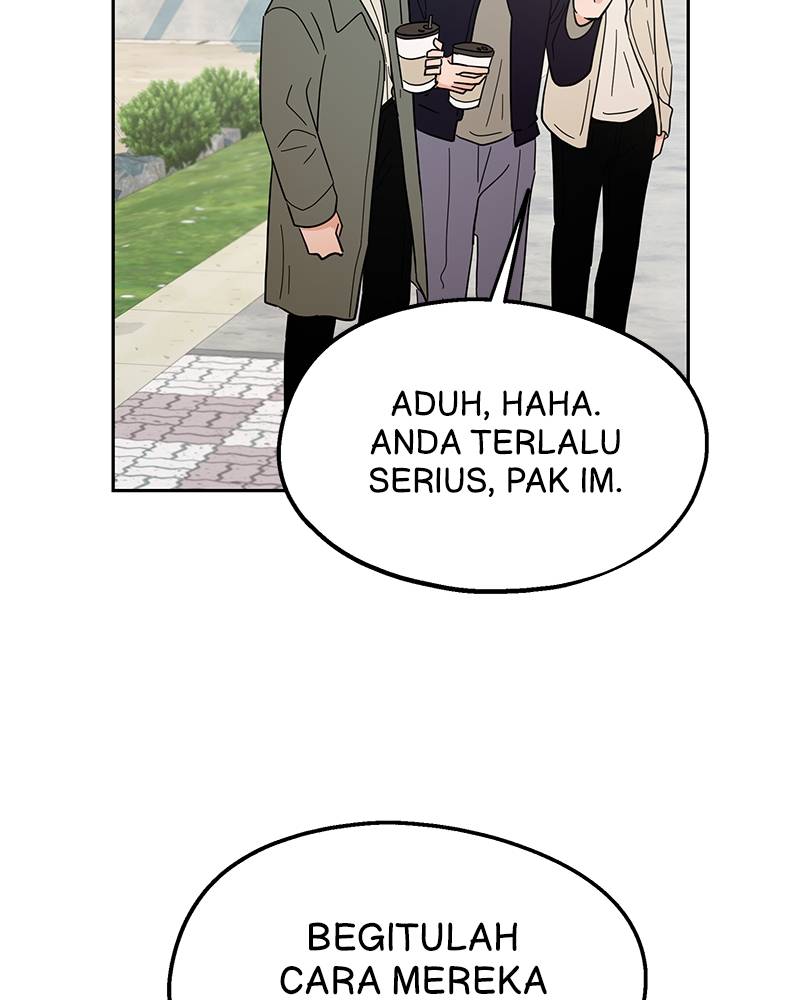 ADUH, HAHA.
ANDA TERLALU
SERIUS, PAK IM.
BEGITULAH
CARA MEREKA